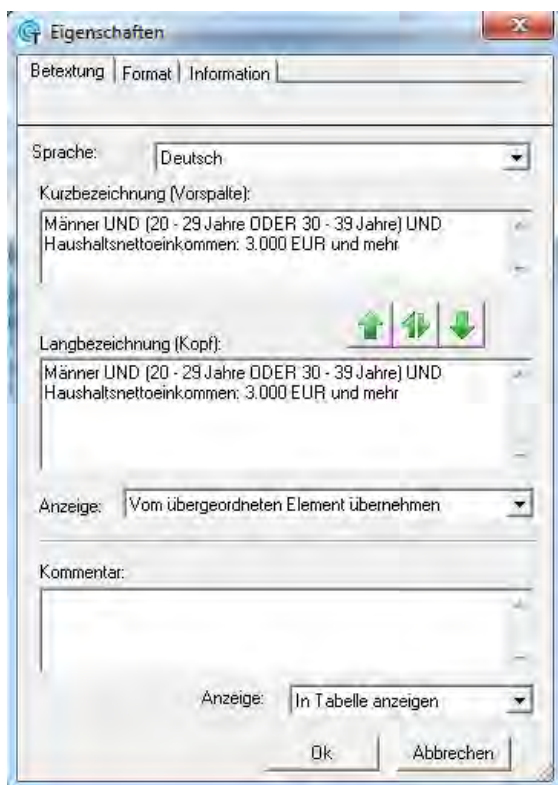 Eigenschaften
Betextung Format Information
Sprache: Deutsch
Kurzbezeichnung (Vorspalte):
Männer UND (20 - 29 Jahre ODER 30 - 39 Jahre) UND
Haushaltsnettoeinkommen: 3.000 EUR und mehr
Langbezeichnung (Kopf):
Männer UND (20 - 29 Jahre ODER 30 - 39 Jahre) UND
Haushaltsnettoeinkommen: 3.000 EUR und mehr
Anzeige: Vom übergeordneten Element übernehmen
Kommentar:
Anzeige: In Tabelle anzeigen
Ok Abbrechen